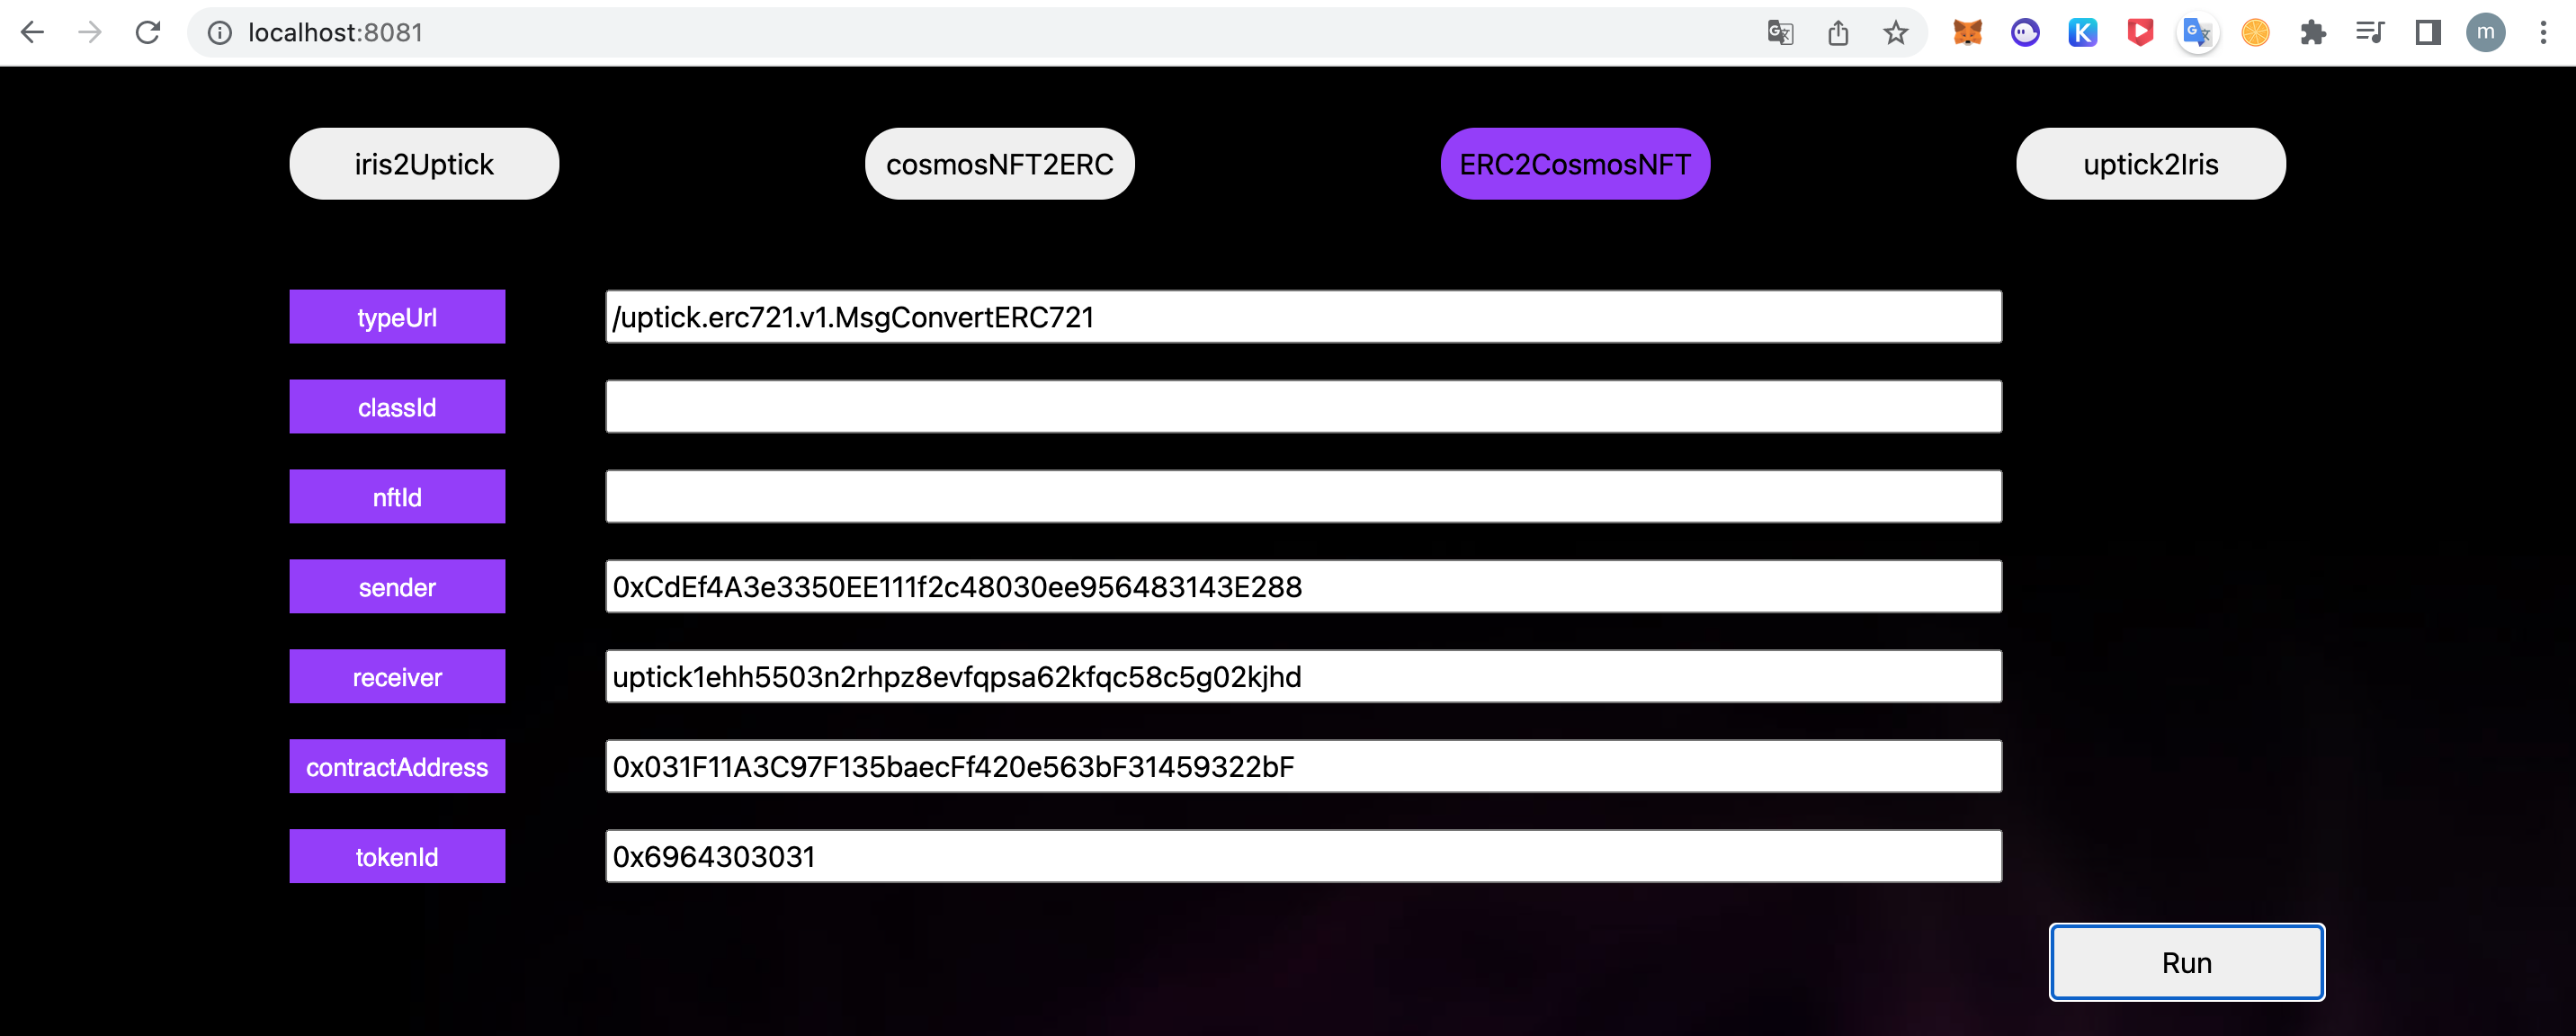 localhost:8081
m
iris2Uptick
cosmosNFT2ERC
ERC2CosmosNFT
uptick2Iris
typeUrl
/uptick.erc721.v1.MsgConvertERC721
classId
nftId
sender
0xCdEf4A3e3350EE111f2c48030ee956483143E288
receiver
uptick1ehh5503n2rhpz8evfqpsa62kfqc58c5g02kjhd
contractAddress
0x031F11A3C97F135baecFf420e563bF31459322bF
tokenId
0x6964303031
Run